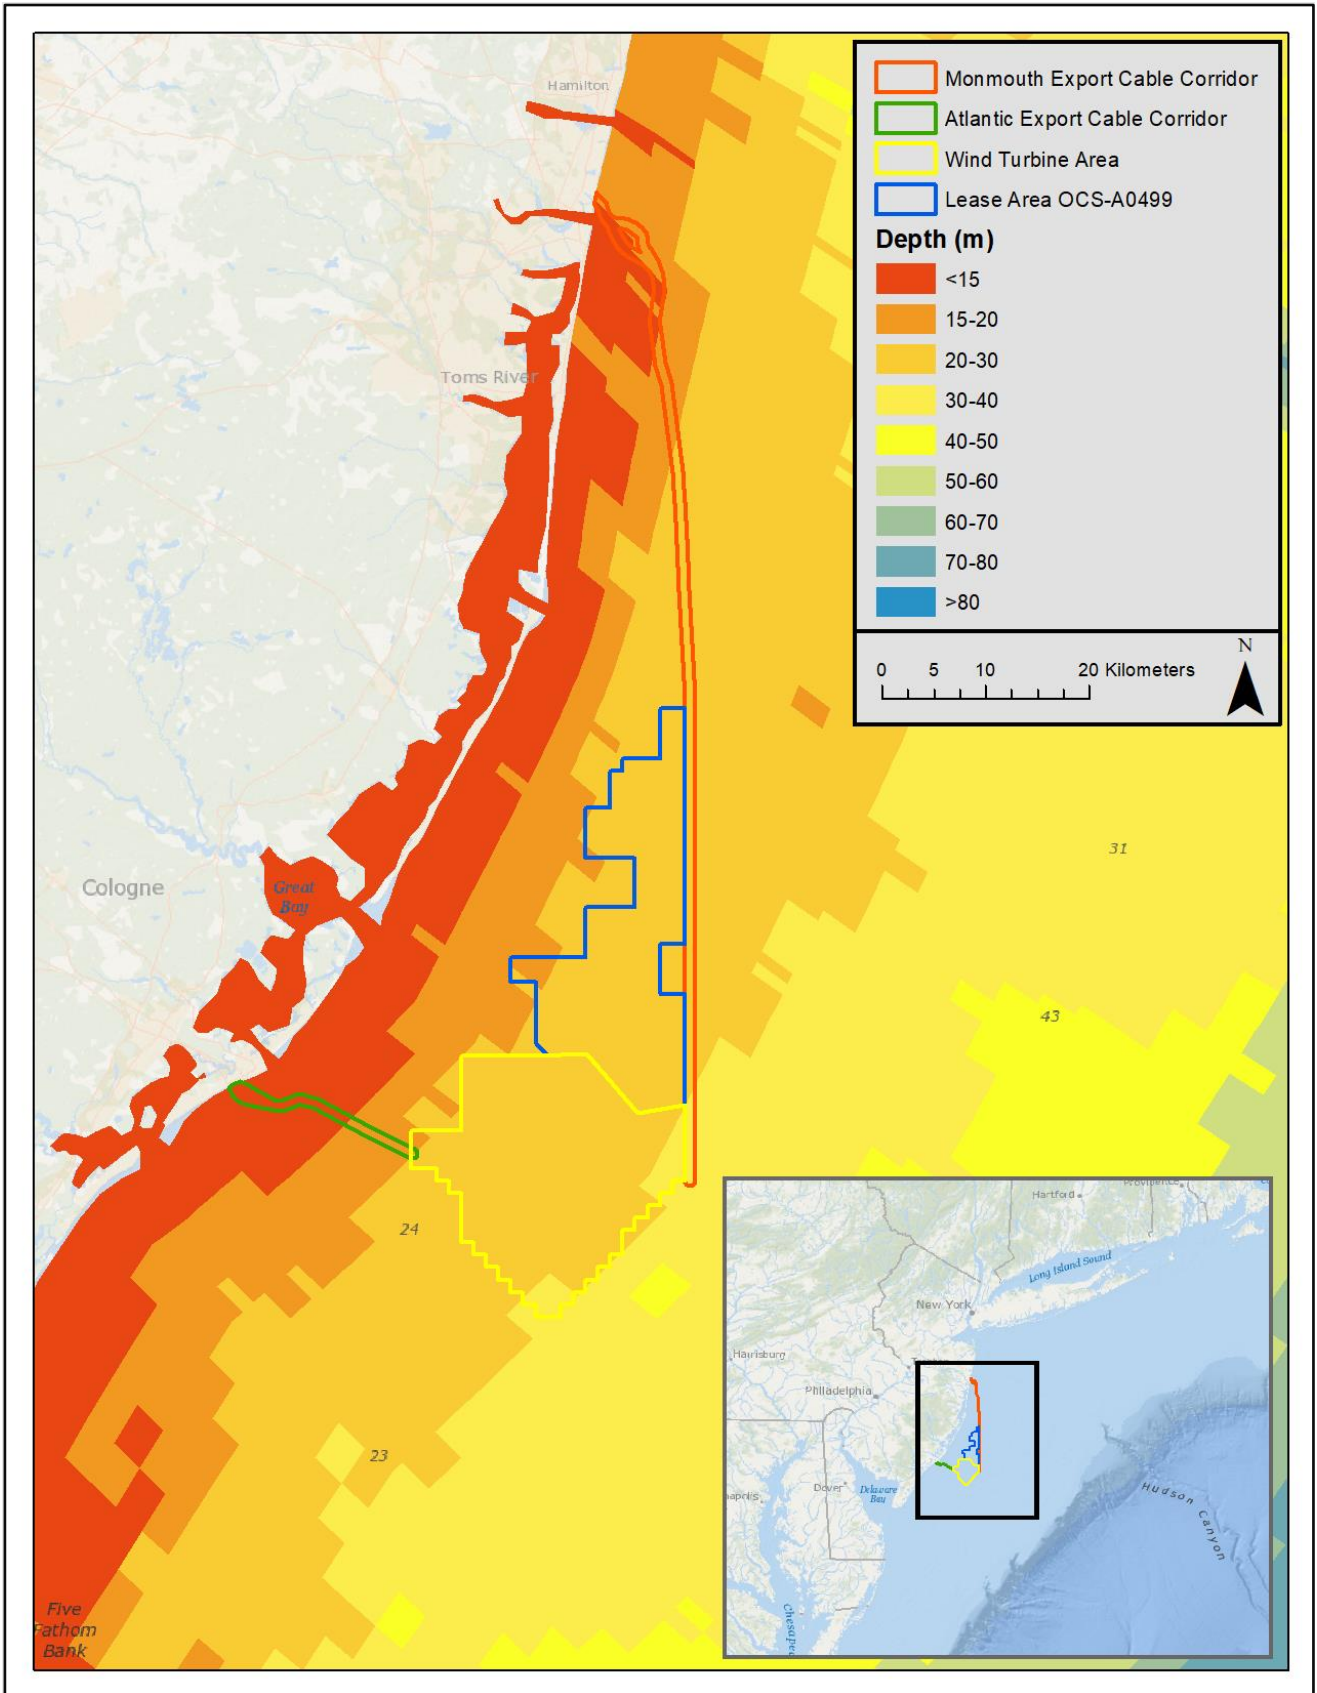 Hamilton
Monmouth Export Cable Corridor
Atlantic Export Cable Corridor
Wind Turbine Area
Lease Area OCS-A0499
Depth (m)
<15
15-20
20-30
30-40
40-50
50-60
60-70
70-80
>80
Toms River
N
0 5 10 20 Kilometers
31
Cologne
Great
Bay
43
24
23
Five
Fathom
Bank
Hartford
Providence
Long Island Sound
New York
Harrisburg
Trenton
Philadelphia
Dover
Delaware
Bay
Hudson Canyon